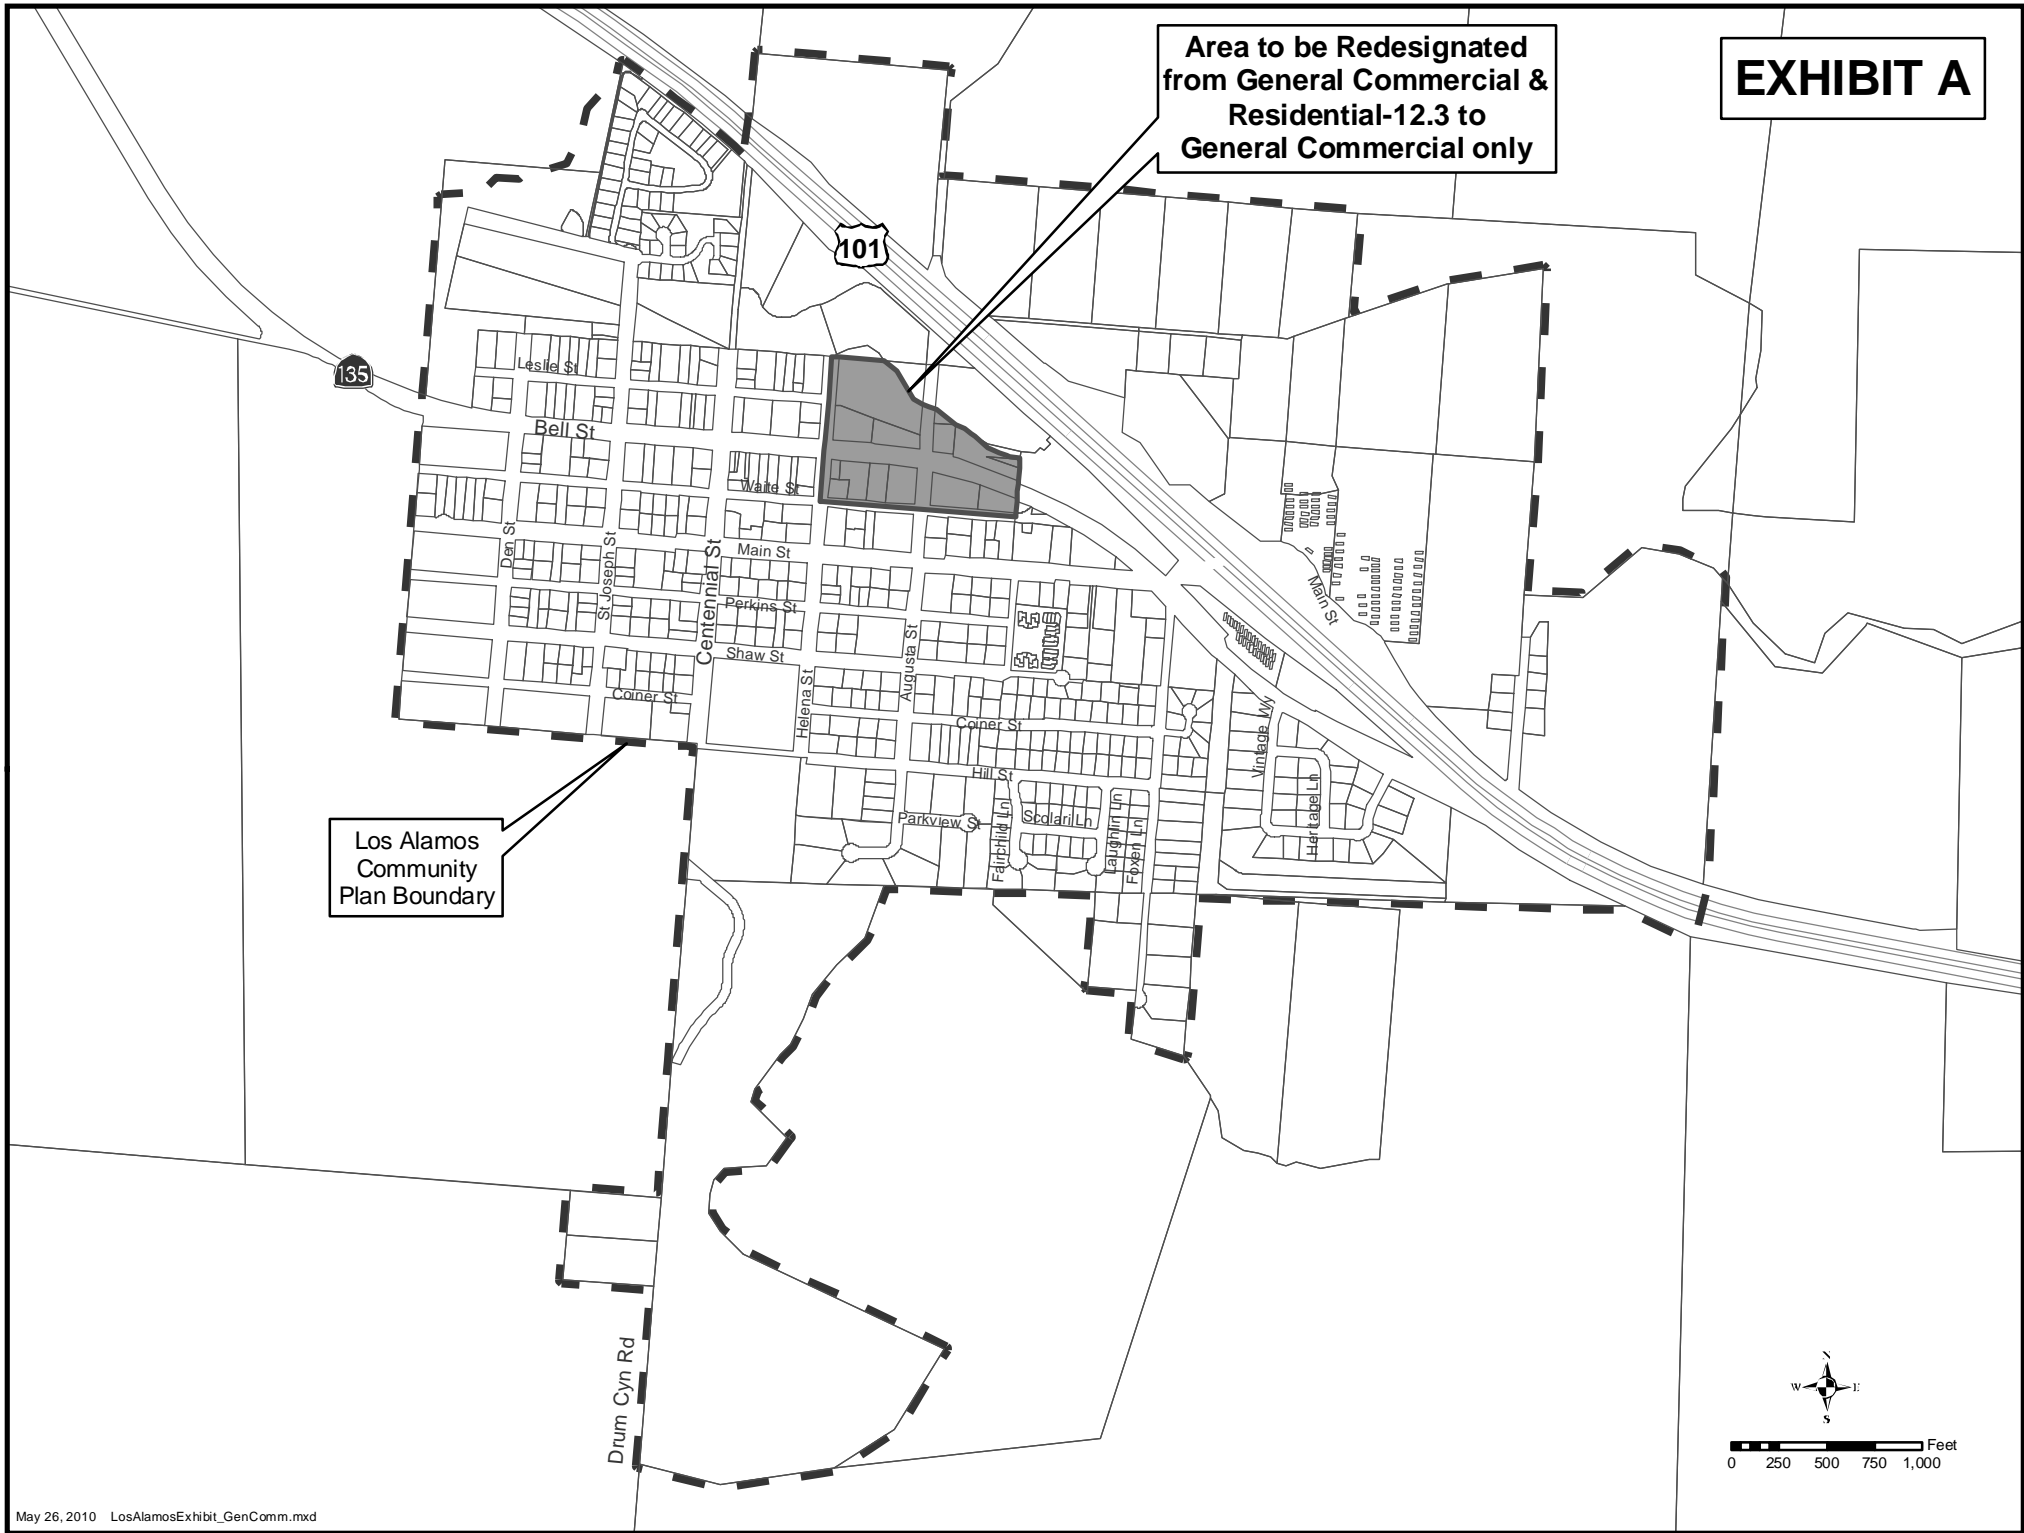 Area to be Redesignated
from General Commercial &
Residential-12.3 to
General Commercial only
EXHIBIT A
101
135
Leslie St
Bell St
Waite St
Main St
Den St
St Joseph St
Centennial St
Perkins St
Shaw St
Coiner St
Helena St
Augusta St
Coiner St
Hill St
Parkview St
Fairchild Ln
Scolari Ln
Laughlin Ln
Foxen Ln
Vintage Wy
Heritage Ln
Main St
Los Alamos
Community
Plan Boundary
Drum Cyn Rd
N
W E
S
Feet
0 250 500 750 1,000
May 26, 2010 LosAlamosExhibit_GenComm.mxd